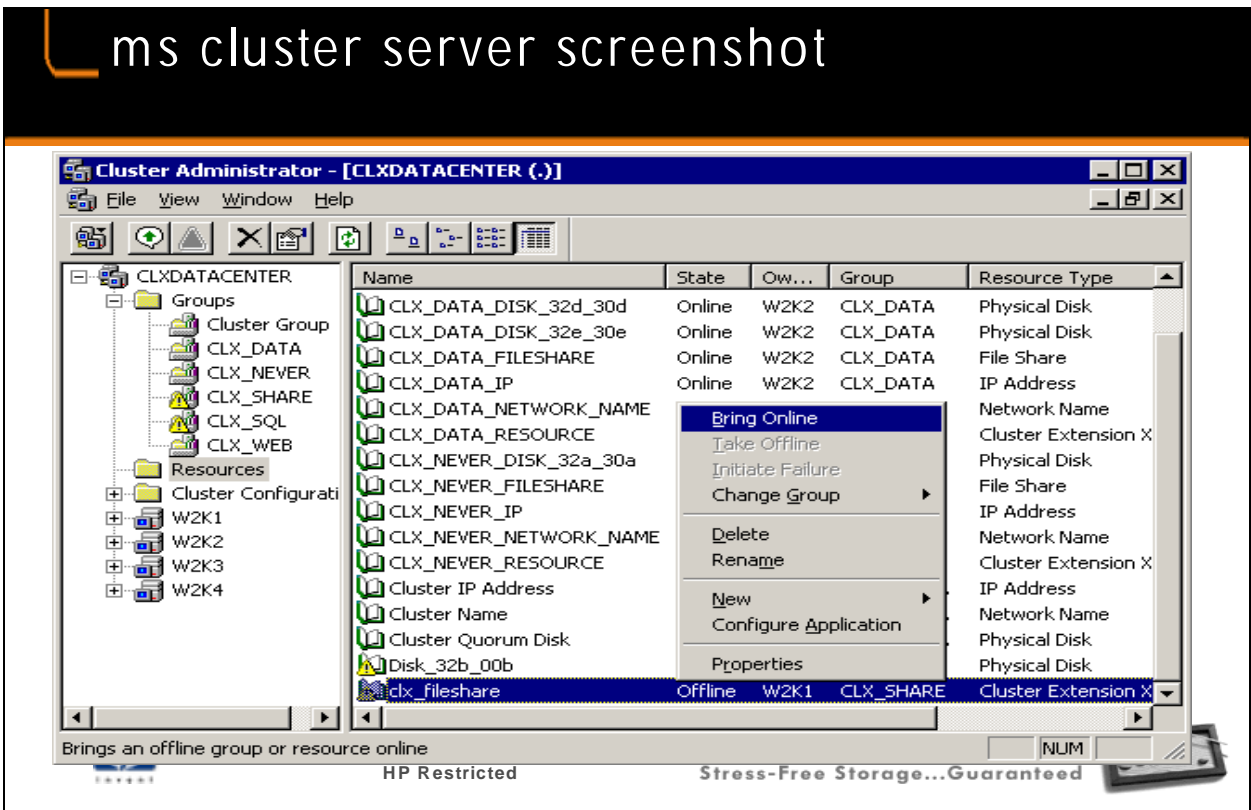 ms cluster server screenshot
Cluster Administrator - [CLXDATACENTER (.)]
File View Window Help
CLXDATACENTER
Groups
Cluster Group
CLX_DATA
CLX_NEVER
CLX_SHARE
CLX_SQL
CLX_WEB
Resources
Cluster Configurati
W2K1
W2K2
W2K3
W2K4
Name State Ow... Group Resource Type
CLX_DATA_DISK_32d_30d Online W2K2 CLX_DATA Physical Disk
CLX_DATA_DISK_32e_30e Online W2K2 CLX_DATA Physical Disk
CLX_DATA_FILESHARE Online W2K2 CLX_DATA File Share
CLX_DATA_IP Online W2K2 CLX_DATA IP Address
CLX_DATA_NETWORK_NAME Network Name
CLX_DATA_RESOURCE Cluster Extension X
CLX_NEVER_DISK_32a_30a Physical Disk
CLX_NEVER_FILESHARE File Share
CLX_NEVER_IP IP Address
CLX_NEVER_NETWORK_NAME Network Name
CLX_NEVER_RESOURCE Cluster Extension X
Cluster IP Address IP Address
Cluster Name Network Name
Cluster Quorum Disk Physical Disk
Disk_32b_00b Physical Disk
clx_fileshare Offline W2K1 CLX_SHARE Cluster Extension X
Bring Online
Take Offline
Initiate Failure
Change Group
Delete
Rename
New
Configure Application
Properties
Brings an offline group or resource online NUM
invent
HP Restricted
Stress-Free Storage...Guaranteed